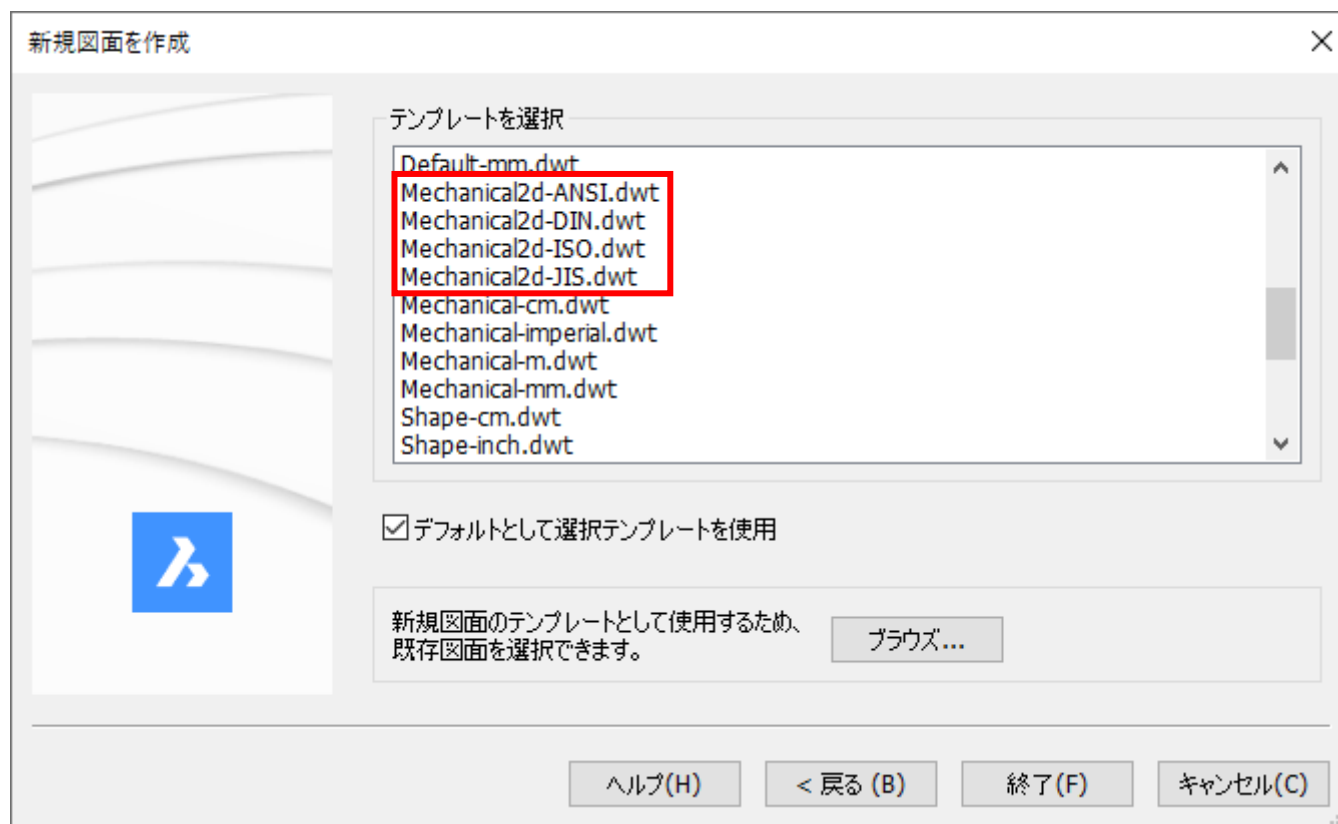 新規図面を作成
テンプレートを選択
Default-mm.dwt
Mechanical2d-ANSI.dwt
Mechanical2d-DIN.dwt
Mechanical2d-ISO.dwt
Mechanical2d-JIS.dwt
Mechanical-cm.dwt
Mechanical-imperial.dwt
Mechanical-m.dwt
Mechanical-mm.dwt
Shape-cm.dwt
Shape-inch.dwt
デフォルトとして選択テンプレートを使用
新規図面のテンプレートとして使用するため、
既存図面を選択できます。
ブラウズ...
ヘルプ(H)
< 戻る (B)
終了(F)
キャンセル(C)